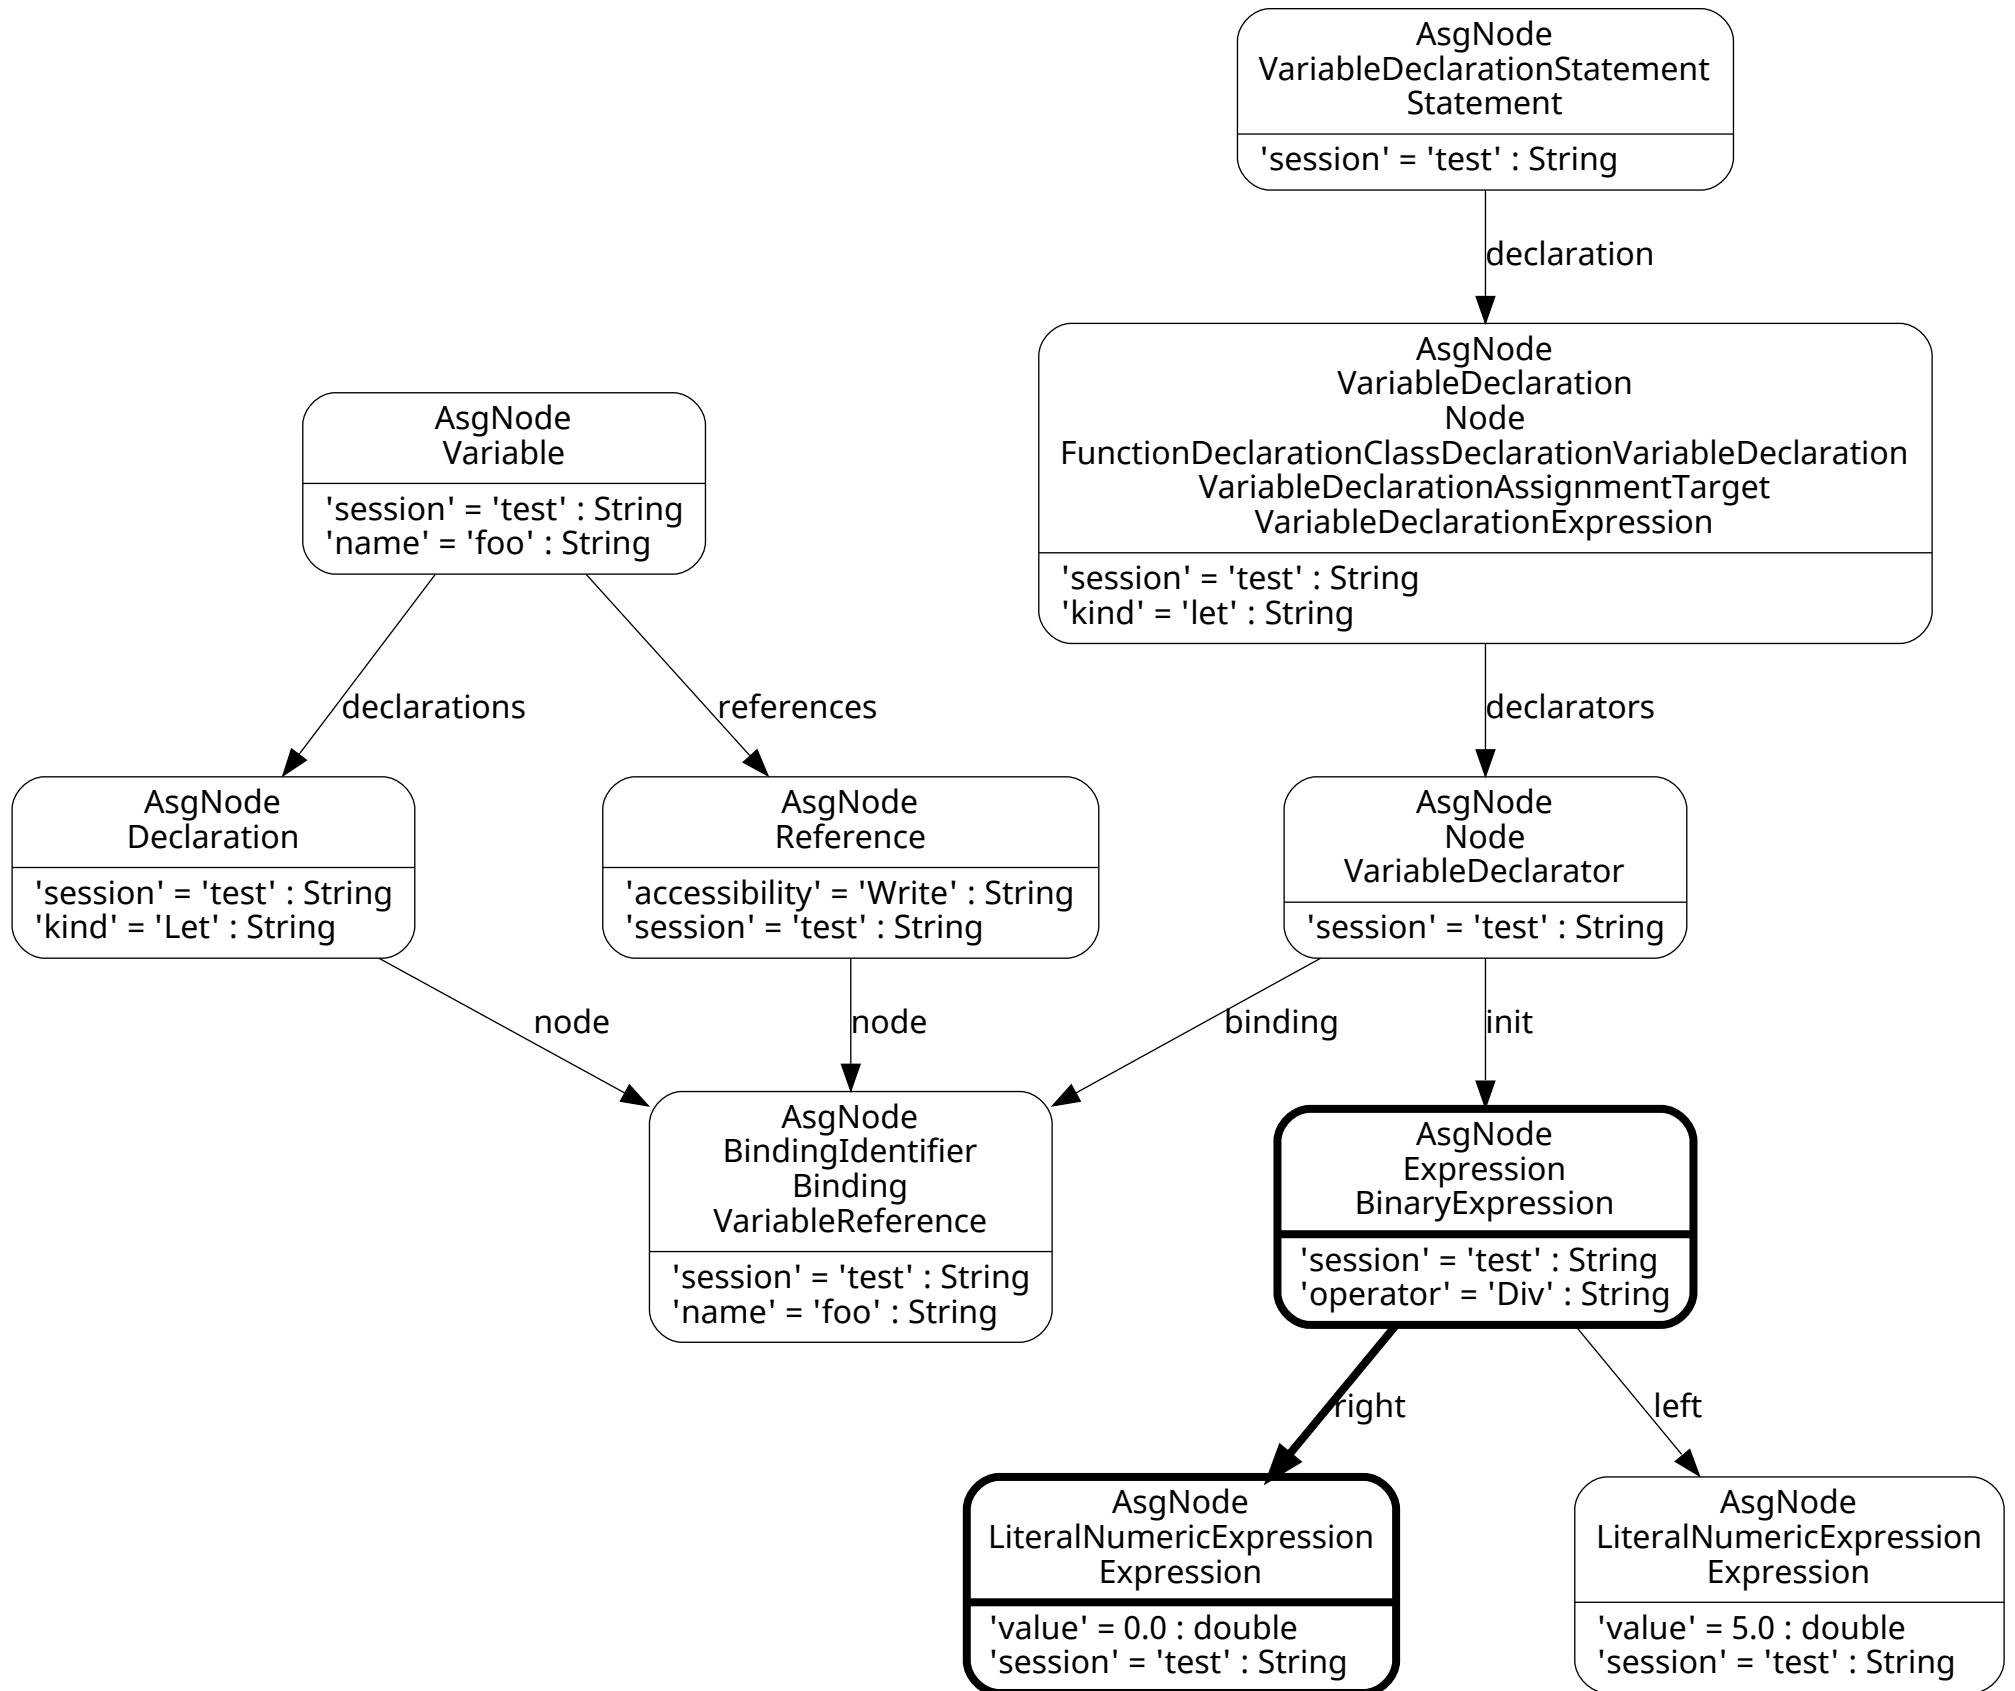 AsgNode
VariableDeclarationStatement
Statement
'session' = 'test' : String
declaration
AsgNode
VariableDeclaration
Node
FunctionDeclarationClassDeclarationVariableDeclaration
VariableDeclarationAssignmentTarget
VariableDeclarationExpression
'session' = 'test' : String
'kind' = 'let' : String
AsgNode
Variable
'session' = 'test' : String
'name' = 'foo' : String
declarations
references
declarators
AsgNode
Declaration
'session' = 'test' : String
'kind' = 'Let' : String
AsgNode
Reference
'accessibility' = 'Write' : String
'session' = 'test' : String
AsgNode
Node
VariableDeclarator
'session' = 'test' : String
node
node
binding
init
AsgNode
BindingIdentifier
Binding
VariableReference
'session' = 'test' : String
'name' = 'foo' : String
AsgNode
Expression
BinaryExpression
'session' = 'test' : String
'operator' = 'Div' : String
right
left
AsgNode
LiteralNumericExpression
Expression
'value' = 0.0 : double
'session' = 'test' : String
AsgNode
LiteralNumericExpression
Expression
'value' = 5.0 : double
'session' = 'test' : String